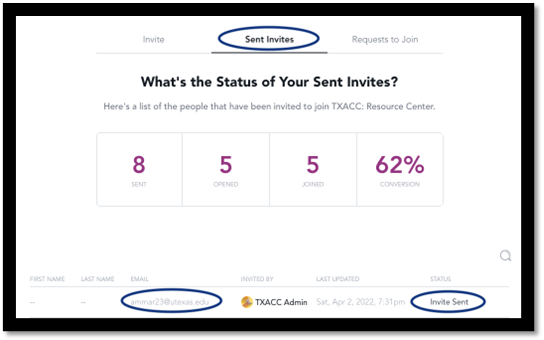 Invite Sent Invites Requests to Join
What's the Status of Your Sent Invites?
Here's a list of the people that have been invited to join TXACC: Resource Center.
8 5 5 62%
SENT OPENED JOINED CONVERSION
FIRST NAME LAST NAME EMAIL INVITED BY LAST UPDATED STATUS
-- -- ammar23@utexas.edu TXACC Admin Sat, Apr 2, 2022, 7:31pm Invite Sent